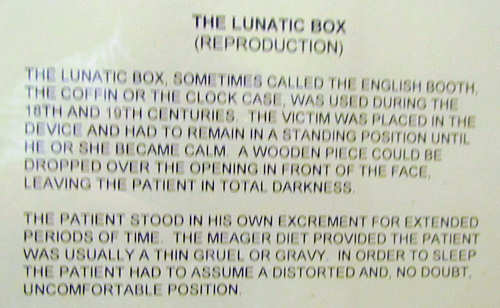 THE LUNATIC BOX
(REPRODUCTION)
THE LUNATIC BOX, SOMETIMES CALLED THE ENGLISH BOOTH,
THE COFFIN OR THE CLOCK CASE, WAS USED DURING THE
18TH AND 19TH CENTURIES. THE VICTIM WAS PLACED IN THE
DEVICE AND HAD TO REMAIN IN A STANDING POSITION UNTIL
HE OR SHE BECAME CALM. A WOODEN PIECE COULD BE
DROPPED OVER THE OPENING IN FRONT OF THE FACE,
LEAVING THE PATIENT IN TOTAL DARKNESS.
THE PATIENT STOOD IN HIS OWN EXCREMENT FOR EXTENDED
PERIODS OF TIME. THE MEAGER DIET PROVIDED THE PATIENT
WAS USUALLY A THIN GRUEL OR GRAVY. IN ORDER TO SLEEP
THE PATIENT HAD TO ASSUME A DISTORTED AND, NO DOUBT,
UNCOMFORTABLE POSITION.